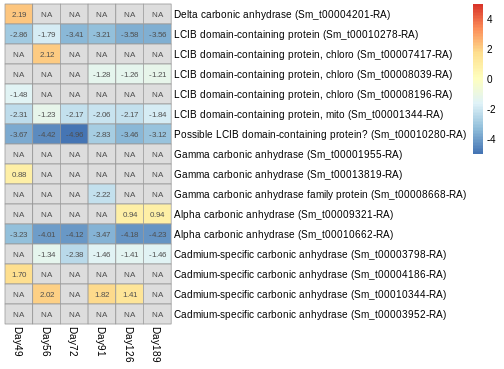 2.19 NA NA NA NA NA Delta carbonic anhydrase (Sm_t00004201-RA)
-2.86 -1.79 -3.41 -3.21 -3.58 -3.56 LCIB domain-containing protein (Sm_t00010278-RA)
NA 2.12 NA NA NA NA LCIB domain-containing protein, chloro (Sm_t00007417-RA)
NA NA NA -1.28 -1.26 -1.21 LCIB domain-containing protein, chloro (Sm_t00008039-RA)
-1.48 NA NA NA NA NA LCIB domain-containing protein, chloro (Sm_t00008196-RA)
-2.31 -1.23 -2.17 -2.06 -2.17 -1.84 LCIB domain-containing protein, mito (Sm_t00001344-RA)
-3.67 -4.42 -4.96 -2.83 -3.46 -3.12 Possible LCIB domain-containing protein? (Sm_t00010280-RA)
NA NA NA NA NA NA Gamma carbonic anhydrase (Sm_t00001955-RA)
0.88 NA NA NA NA NA Gamma carbonic anhydrase (Sm_t00013819-RA)
NA NA NA -2.22 NA NA Gamma carbonic anhydrase family protein (Sm_t00008668-RA)
NA NA NA NA 0.94 0.94 Alpha carbonic anhydrase (Sm_t00009321-RA)
-3.23 -4.01 -4.12 -3.47 -4.18 -4.23 Alpha carbonic anhydrase (Sm_t00010662-RA)
NA -1.34 -2.38 -1.46 -1.41 -1.46 Cadmium-specific carbonic anhydrase (Sm_t00003798-RA)
1.70 NA NA NA NA NA Cadmium-specific carbonic anhydrase (Sm_t00004186-RA)
NA 2.02 NA 1.82 1.41 NA Cadmium-specific carbonic anhydrase (Sm_t00010344-RA)
NA NA NA NA NA NA Cadmium-specific carbonic anhydrase (Sm_t00003952-RA)
Day49 Day56 Day72 Day91 Day126 Day189
4
2
0
-2
-4